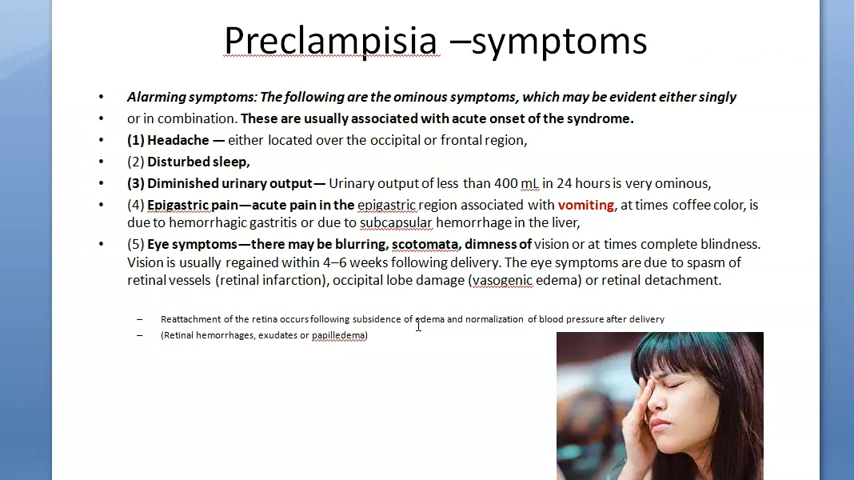 Preclampisia –symptoms
• Alarming symptoms: The following are the ominous symptoms, which may be evident either singly
• or in combination. These are usually associated with acute onset of the syndrome.
• (1) Headache — either located over the occipital or frontal region,
• (2) Disturbed sleep,
• (3) Diminished urinary output— Urinary output of less than 400 mL in 24 hours is very ominous,
• (4) Epigastric pain—acute pain in the epigastric region associated with vomiting, at times coffee color, is
due to hemorrhagic gastritis or due to subcapsular hemorrhage in the liver,
• (5) Eye symptoms—there may be blurring, scotomata, dimness of vision or at times complete blindness.
Vision is usually regained within 4–6 weeks following delivery. The eye symptoms are due to spasm of
retinal vessels (retinal infarction), occipital lobe damage (vasogenic edema) or retinal detachment.
– Reattachment of the retina occurs following subsidence of edema and normalization of blood pressure after delivery
– (Retinal hemorrhages, exudates or papilledema)